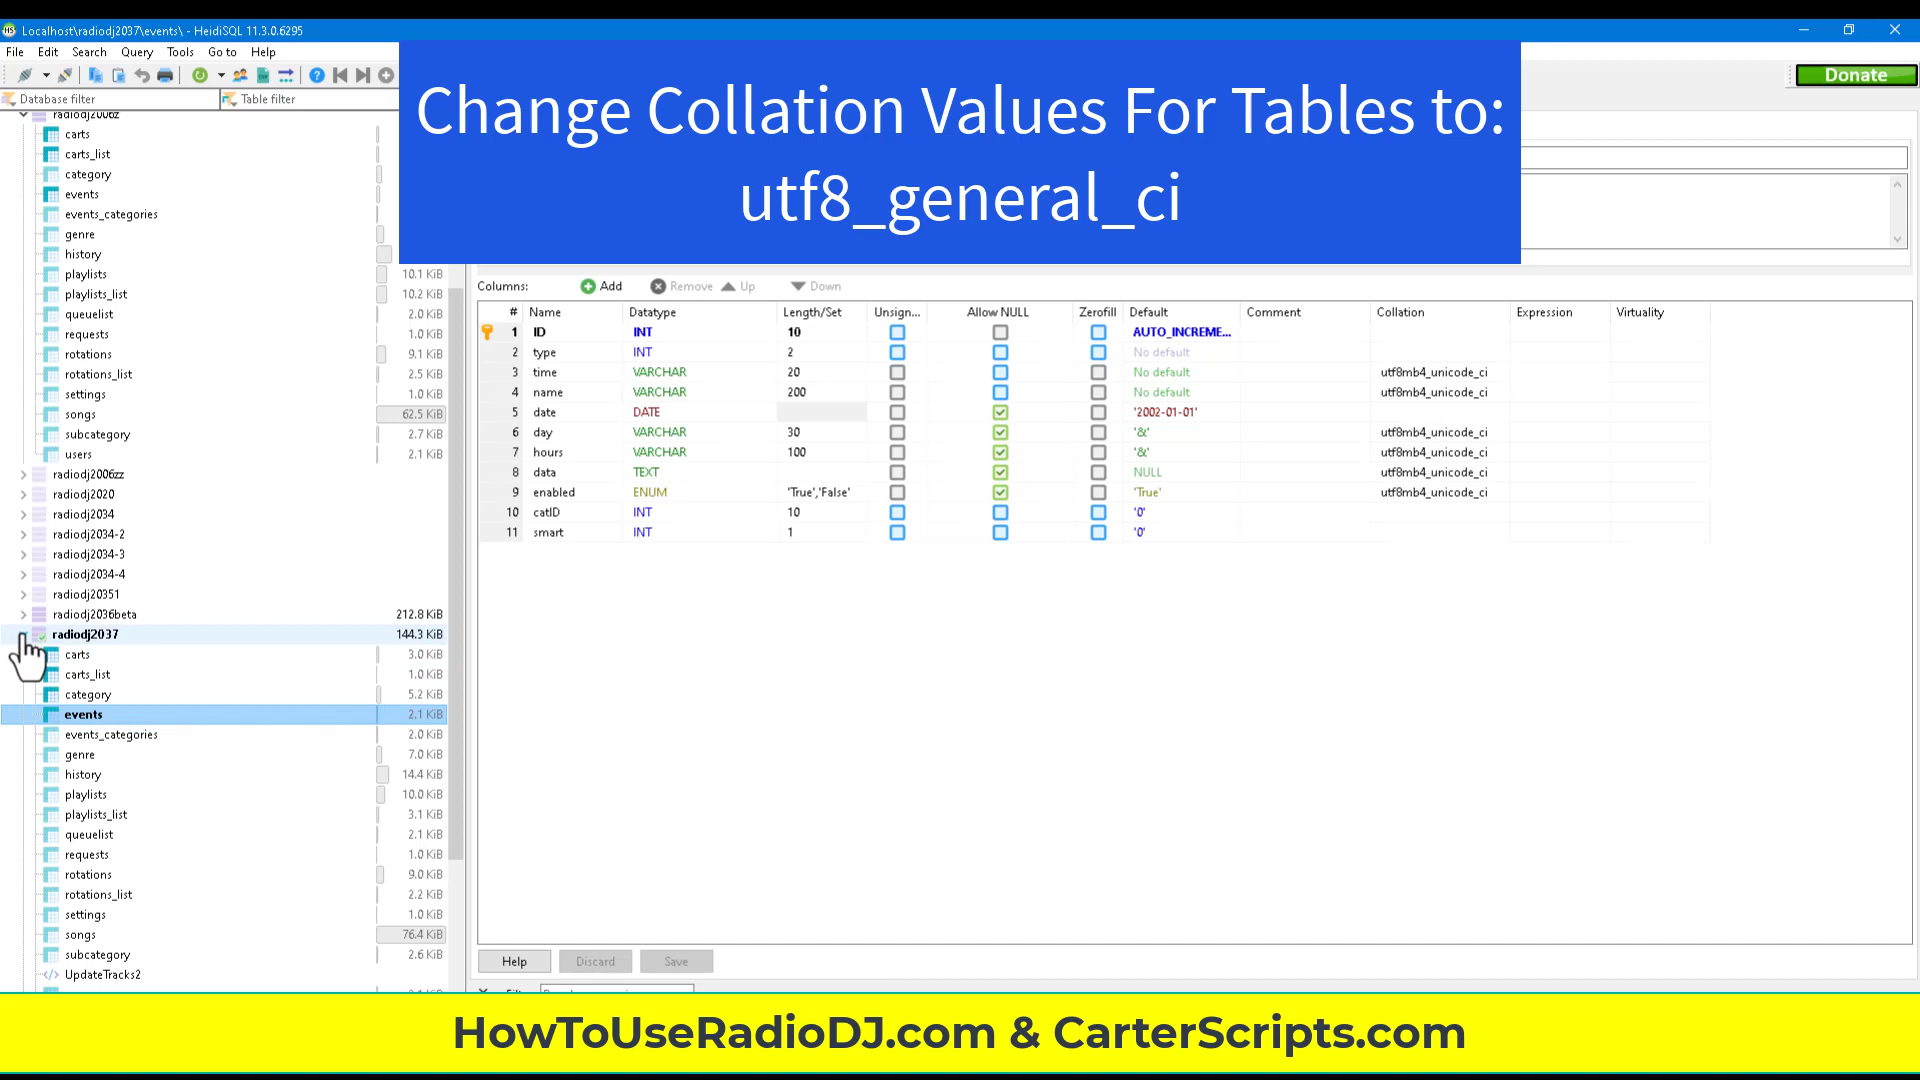 Localhost\radiodj2037\events\ - HeidiSQL 11.3.0.6295
File Edit Search Query Tools Go to Help
Donate
Database filter
Table filter
Change Collation Values For Tables to:
utf8_general_ci
radiodj2006z
carts
carts_list
category
events
events_categories
genre
history
playlists 10.1 KiB
playlists_list 10.2 KiB
queuelist 2.0 KiB
requests 1.0 KiB
rotations 9.1 KiB
rotations_list 2.5 KiB
settings 1.0 KiB
songs 62.5 KiB
subcategory 2.7 KiB
users 2.1 KiB
radiodj2006zz
radiodj2020
radiodj2034
radiodj2034-2
radiodj2034-3
radiodj2034-4
radiodj20351
radiodj2036beta 212.8 KiB
radiodj2037 144.3 KiB
carts 3.0 KiB
carts_list 1.0 KiB
category 5.2 KiB
events 2.1 KiB
events_categories 2.0 KiB
genre 7.0 KiB
history 14.4 KiB
playlists 10.0 KiB
playlists_list 3.1 KiB
queuelist 2.1 KiB
requests 1.0 KiB
rotations 9.0 KiB
rotations_list 2.2 KiB
settings 1.0 KiB
songs 76.4 KiB
subcategory 2.6 KiB
UpdateTracks2
Columns: Add Remove Up Down
# Name Datatype Length/Set Unsign... Allow NULL Zerofill Default Comment Collation Expression Virtuality
1 ID INT 10 AUTO_INCREME...
2 type INT 2 No default
3 time VARCHAR 20 No default utf8mb4_unicode_ci
4 name VARCHAR 200 No default utf8mb4_unicode_ci
5 date DATE '2002-01-01'
6 day VARCHAR 30 '&' utf8mb4_unicode_ci
7 hours VARCHAR 100 '&' utf8mb4_unicode_ci
8 data TEXT NULL utf8mb4_unicode_ci
9 enabled ENUM 'True','False' 'True' utf8mb4_unicode_ci
10 catID INT 10 '0'
11 smart INT 1 '0'
Help Discard Save
HowToUseRadioDJ.com & CarterScripts.com